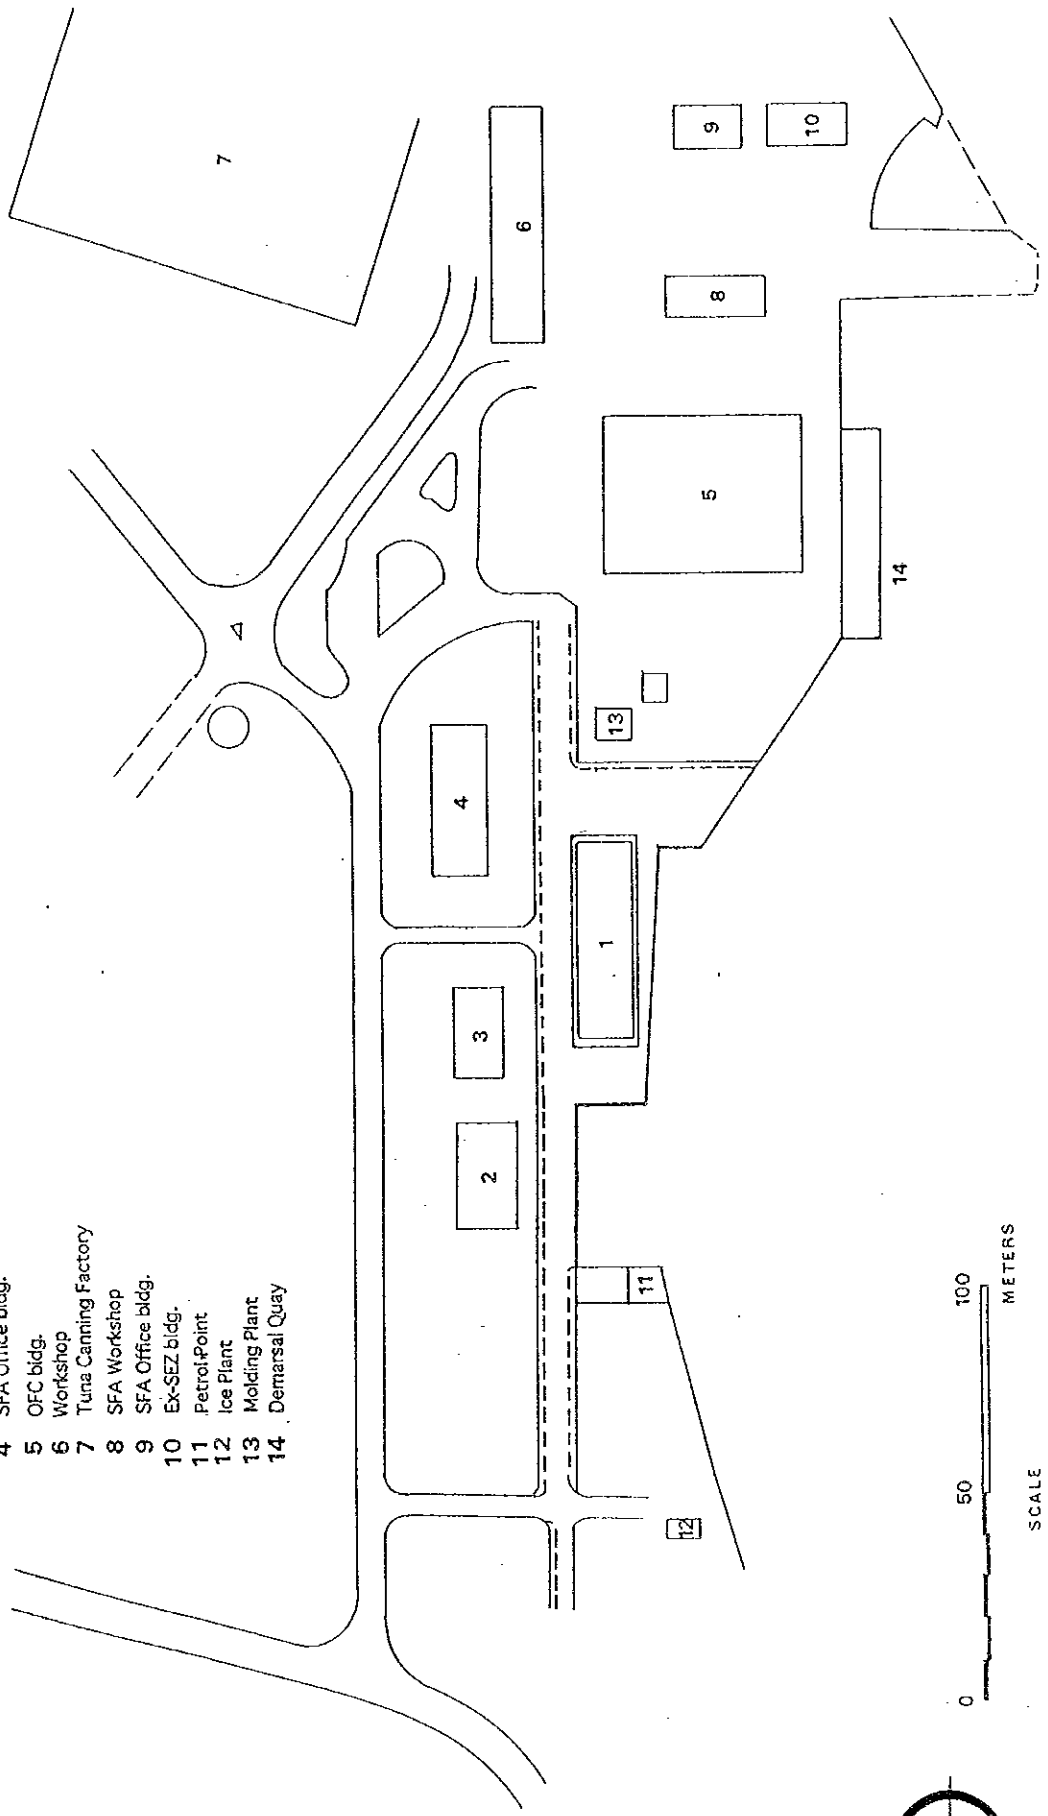 4 SFA Office bldg.
5 OFC bldg.
6 Workshop
7 Tuna Canning Factory
8 SFA Workshop
9 SFA Office bldg.
10 Ex-SEZ bldg.
11 Petrol Point
12 Ice Plant
13 Molding Plant
14 Demarsal Quay
7
6
9
10
8
5
14
4
13
3
1
2
11
12
0 50 100
METERS
SCALE